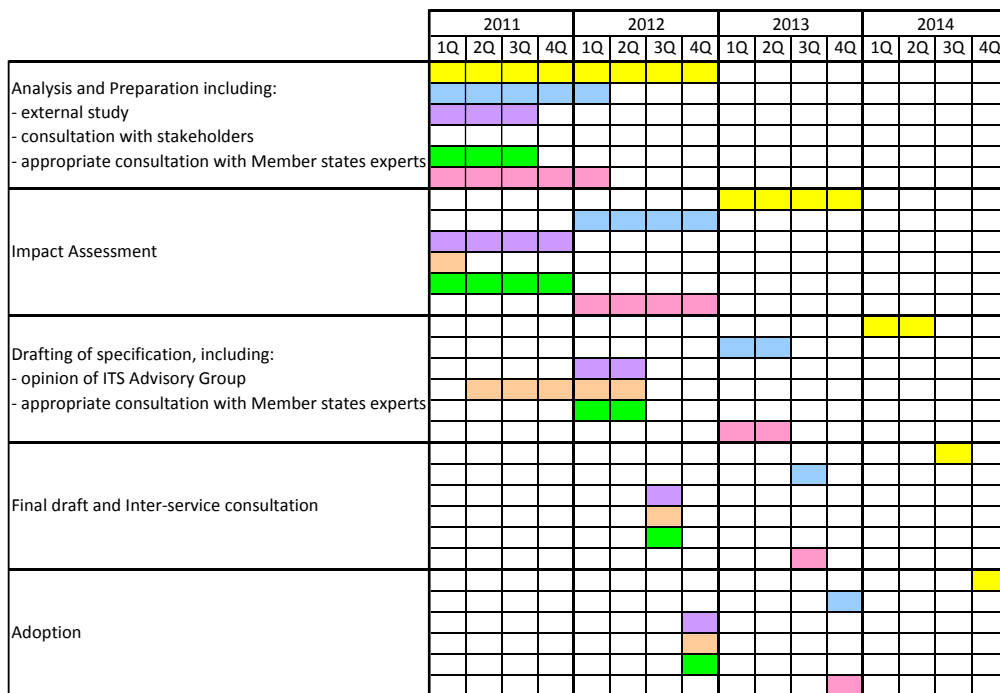 2011 2012 2013 2014
1Q 2Q 3Q 4Q 1Q 2Q 3Q 4Q 1Q 2Q 3Q 4Q 1Q 2Q 3Q 4Q
Analysis and Preparation including:
- external study
- consultation with stakeholders
- appropriate consultation with Member states experts
Impact Assessment
Drafting of specification, including:
- opinion of ITS Advisory Group
- appropriate consultation with Member states experts
Final draft and Inter-service consultation
Adoption